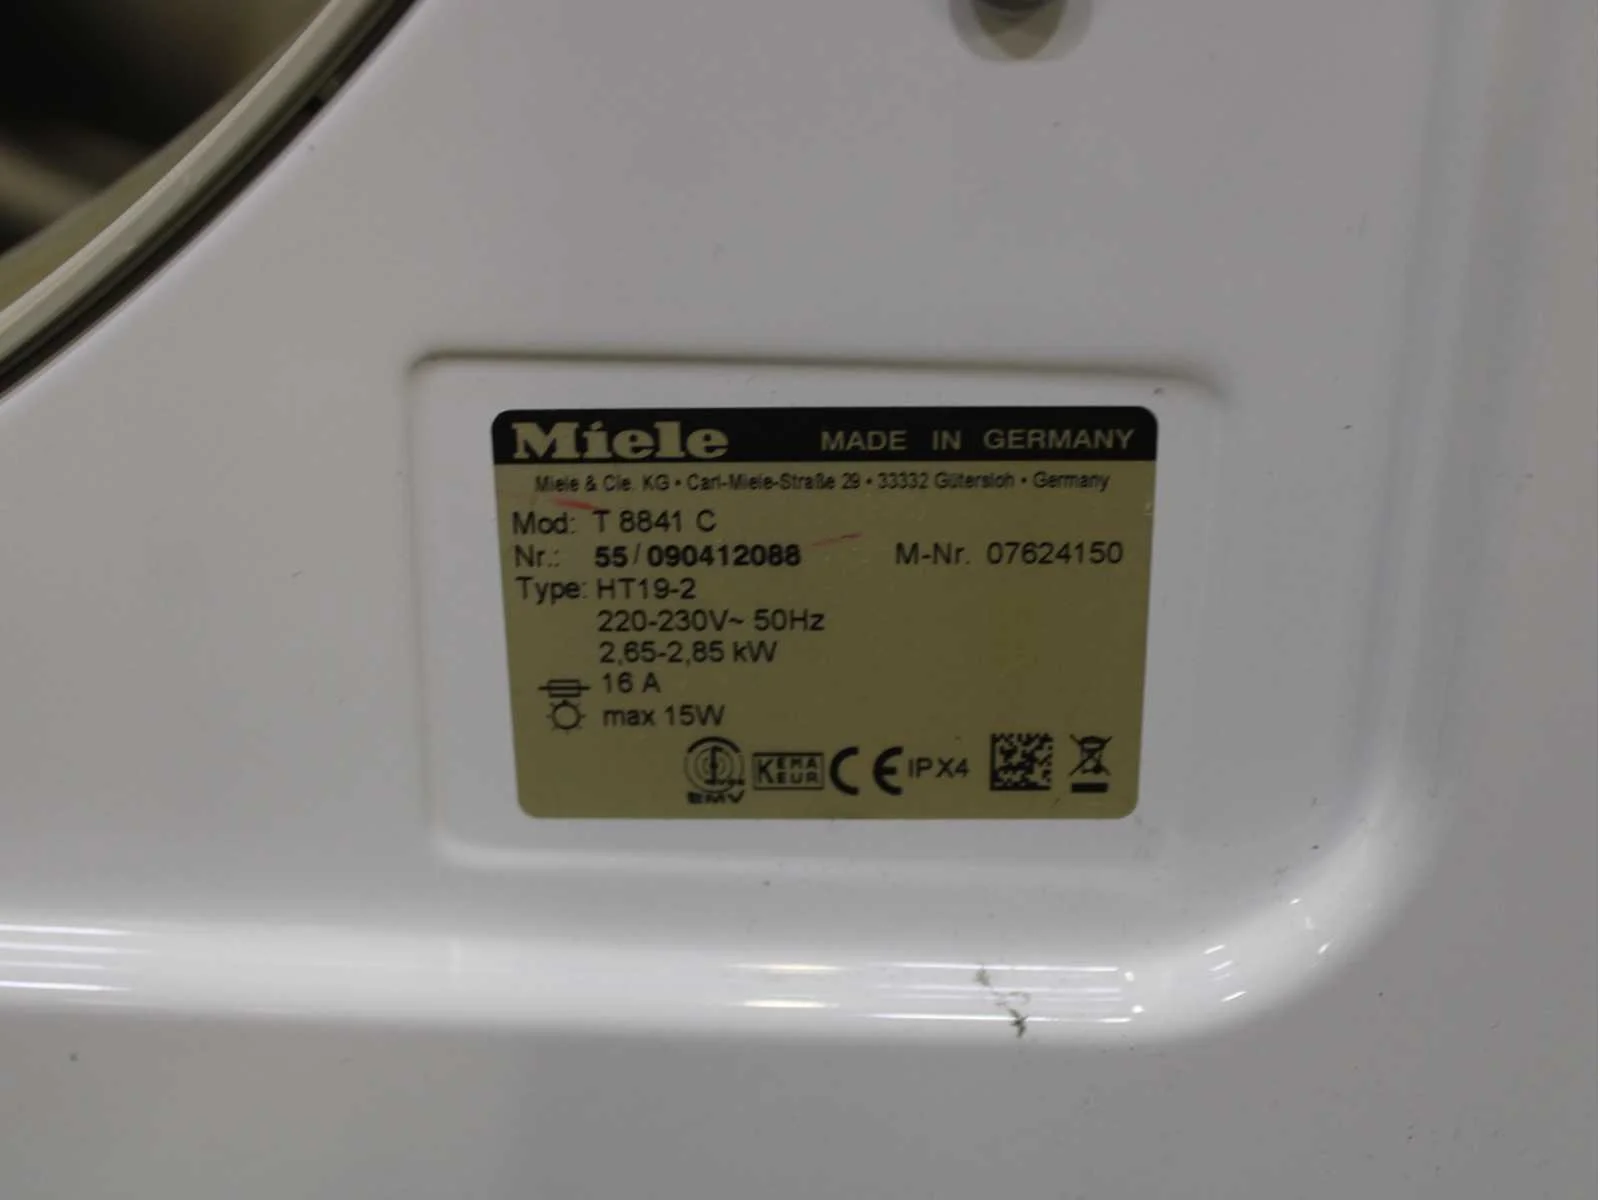 Miele MADE IN GERMANY
Miele & Cie. KG • Carl-Miele-Straße 29 • 33332 Gütersloh • Germany
Mod: T 8841 C
Nr.: 55/090412088 M-Nr. 07624150
Type: HT19-2
220-230V~ 50Hz
2,65-2,85 kW
16 A
max 15W
EMV KEMA EUR CE IPX4